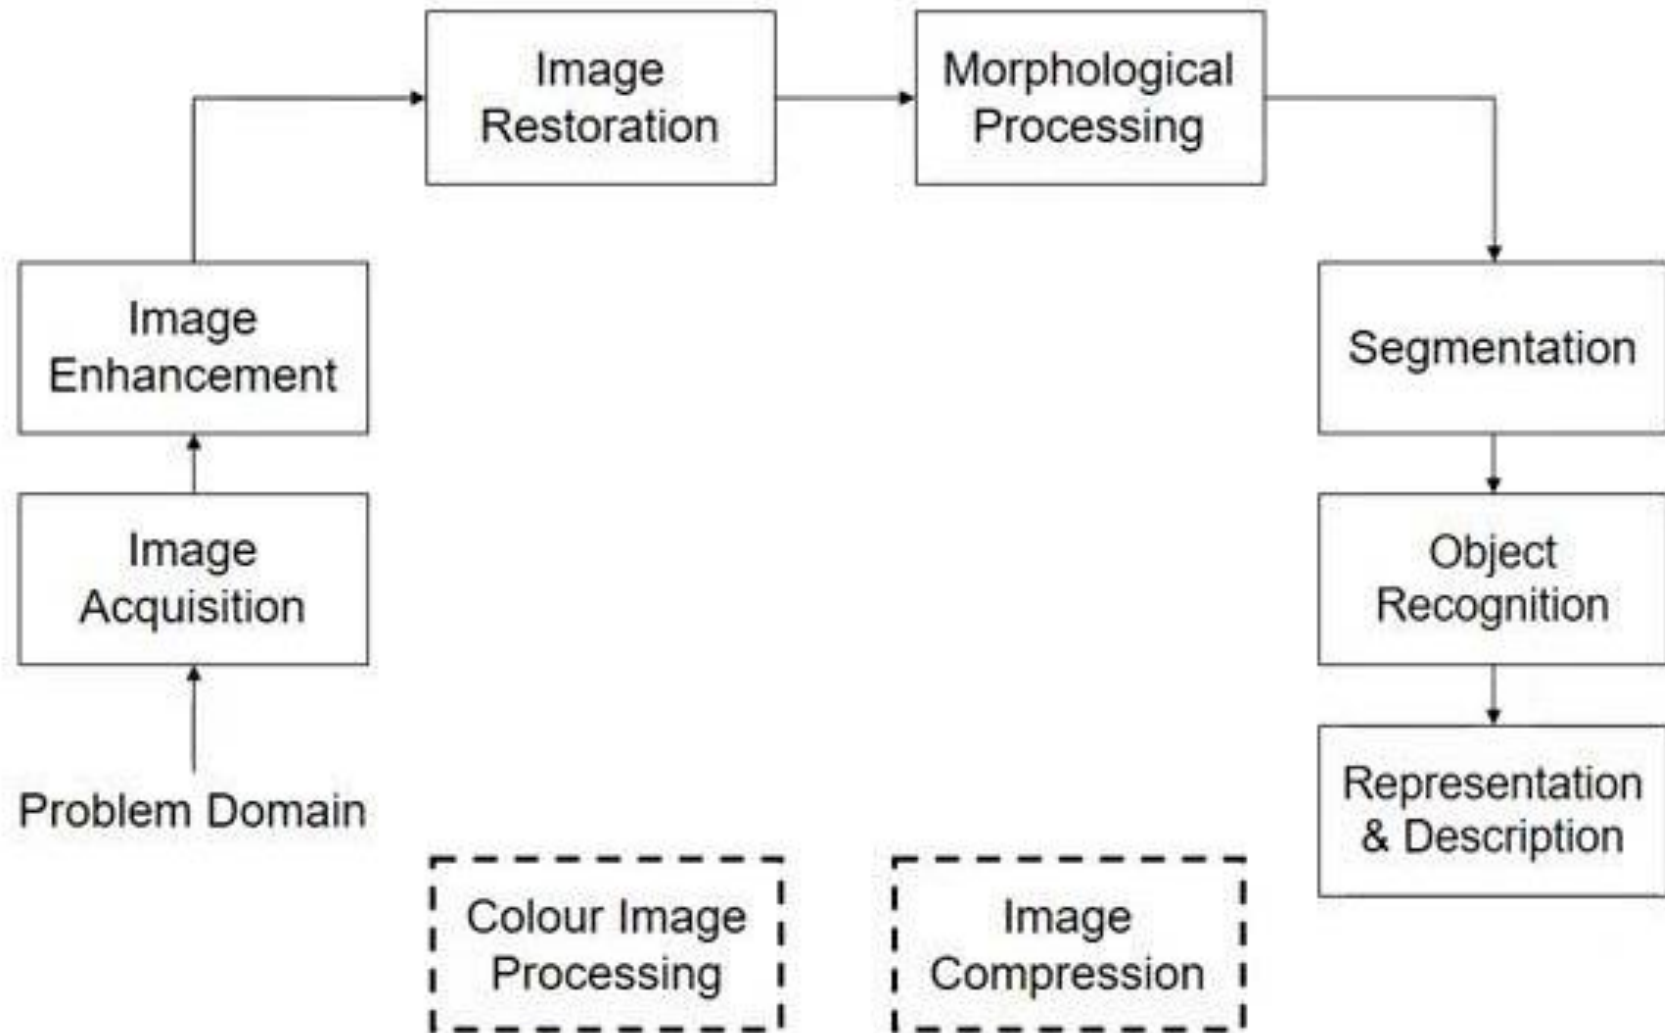 Image
Restoration
Morphological
Processing
Image
Enhancement
Segmentation
Image
Acquisition
Object
Recognition
Problem Domain
Representation
& Description
Colour Image
Processing
Image
Compression